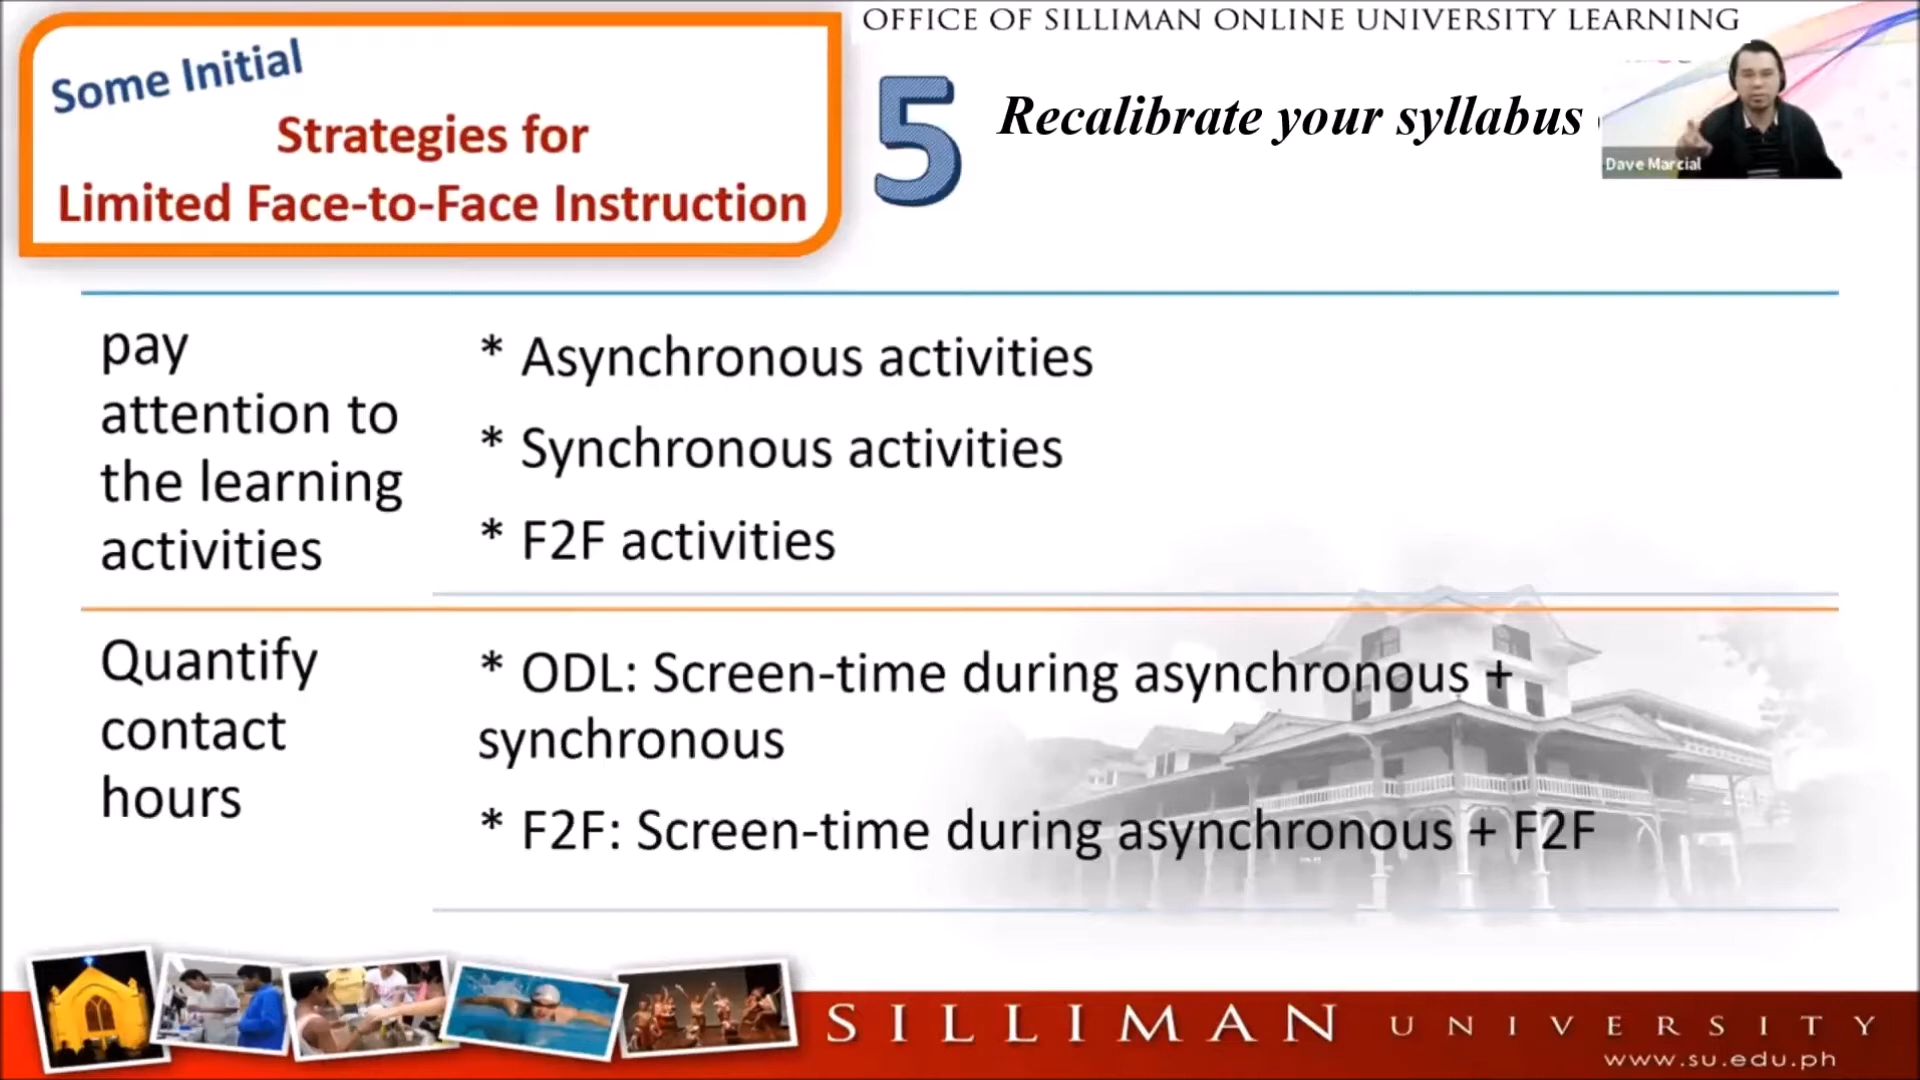 OFFICE OF SILLIMAN ONLINE UNIVERSITY LEARNING
Some Initial
Strategies for
Limited Face-to-Face Instruction
5
Recalibrate your syllabus
Dave Marcial
pay
attention to
the learning
activities
* Asynchronous activities
* Synchronous activities
* F2F activities
Quantify
contact
hours
* ODL: Screen-time during asynchronous +
synchronous
* F2F: Screen-time during asynchronous + F2F
SILLIMAN UNIVERSITY
www.su.edu.ph